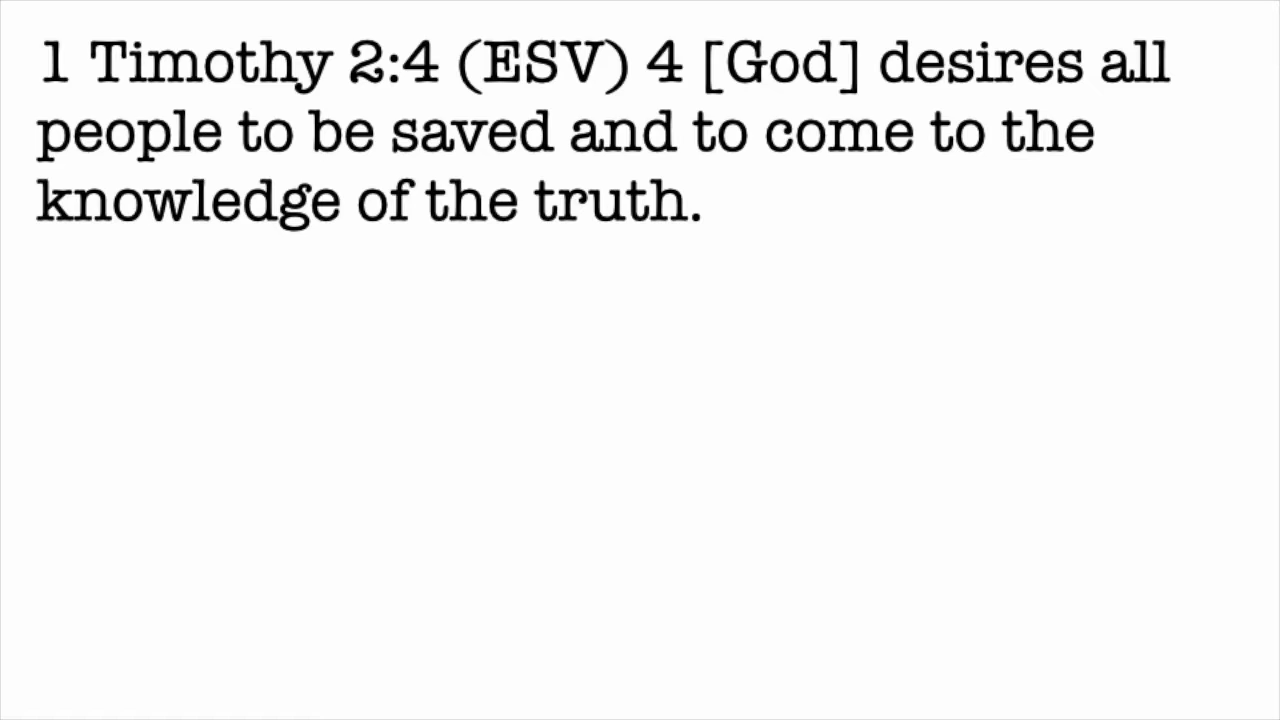 1 Timothy 2:4 (ESV) 4 [God] desires all
people to be saved and to come to the
knowledge of the truth.